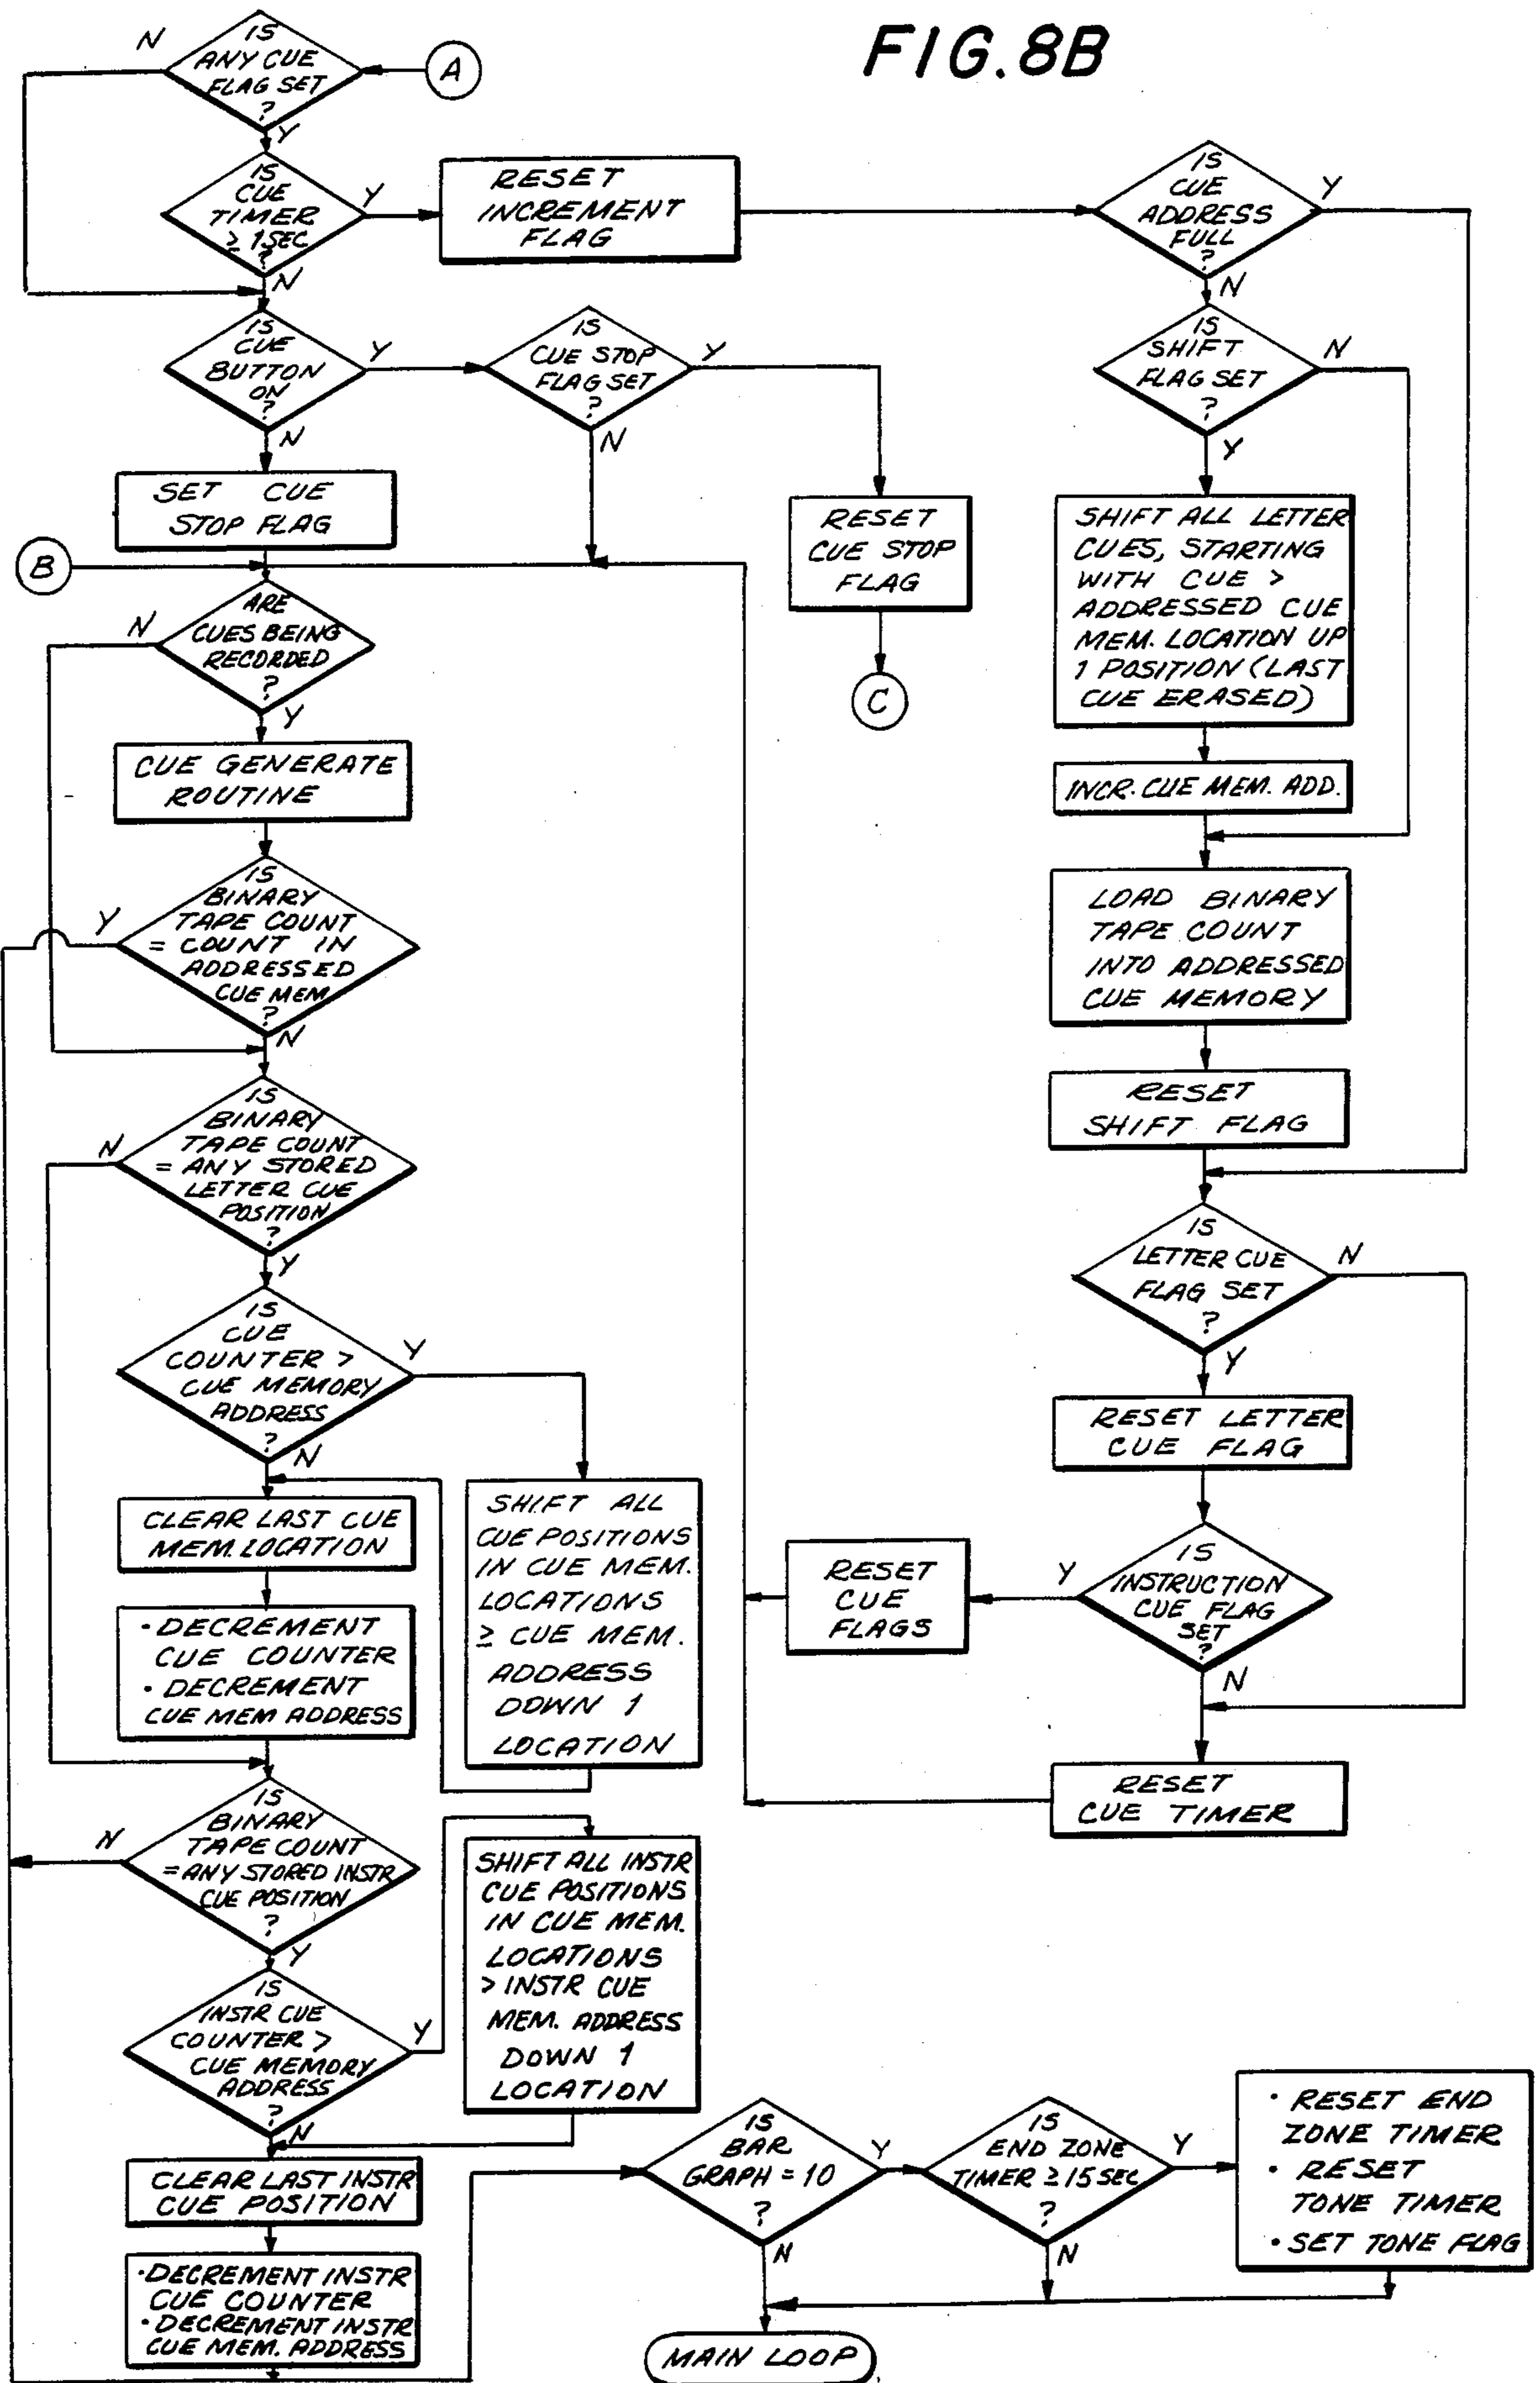 FIG.8B
IS
ANY CUE
FLAG SET
?
N
Y
A
IS
CUE
TIMER
≥ 1SEC
?
Y
N
RESET
INCREMENT
FLAG
IS
CUE
ADDRESS
FULL
?
Y
N
IS
CUE
BUTTON
ON
?
Y
N
IS
CUE STOP
FLAG SET
?
Y
N
IS
SHIFT
FLAG SET
?
N
Y
SET CUE
STOP FLAG
RESET
CUE STOP
FLAG
C
SHIFT ALL LETTER
CUES, STARTING
WITH CUE >
ADDRESSED CUE
MEM. LOCATION UP
1 POSITION (LAST
CUE ERASED)
INCR. CUE MEM. ADD.
B
ARE
CUES BEING
RECORDED
?
N
Y
CUE GENERATE
ROUTINE
IS
BINARY
TAPE COUNT
= COUNT IN
ADDRESSED
CUE MEM
?
Y
N
LOAD BINARY
TAPE COUNT
INTO ADDRESSED
CUE MEMORY
RESET
SHIFT FLAG
IS
BINARY
TAPE COUNT
= ANY STORED
LETTER CUE
POSITION
?
N
Y
IS
LETTER CUE
FLAG SET
?
N
Y
IS
CUE
COUNTER >
CUE MEMORY
ADDRESS
?
Y
N
RESET LETTER
CUE FLAG
CLEAR LAST CUE
MEM. LOCATION
SHIFT ALL
CUE POSITIONS
IN CUE MEM.
LOCATIONS
≥ CUE MEM.
ADDRESS
DOWN 1
LOCATION
RESET
CUE
FLAGS
IS
INSTRUCTION
CUE FLAG
SET
?
Y
N
• DECREMENT
CUE COUNTER
• DECREMENT
CUE MEM ADDRESS
RESET
CUE TIMER
IS
BINARY
TAPE COUNT
= ANY STORED INSTR
CUE POSITION
?
N
Y
SHIFT ALL INSTR
CUE POSITIONS
IN CUE MEM.
LOCATIONS
> INSTR CUE
MEM. ADDRESS
DOWN 1
LOCATION
IS
INSTR CUE
COUNTER >
CUE MEMORY
ADDRESS
?
Y
N
CLEAR LAST INSTR
CUE POSITION
•DECREMENT INSTR
CUE COUNTER
•DECREMENT INSTR
CUE MEM. ADDRESS
IS
BAR
GRAPH = 10
?
Y
N
IS
END ZONE
TIMER ≥ 15 SEC
?
Y
N
• RESET END
ZONE TIMER
• RESET
TONE TIMER
• SET TONE FLAG
MAIN LOOP